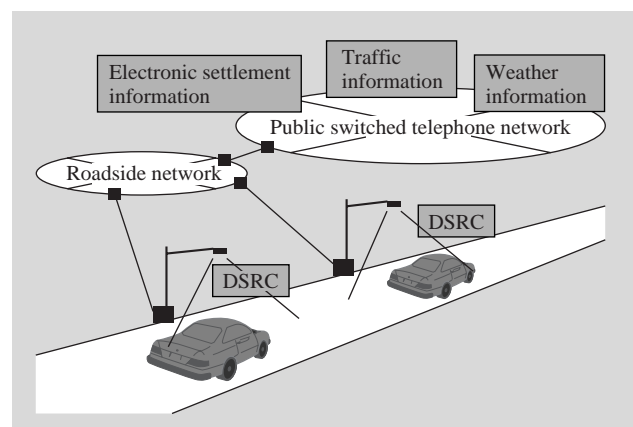 Electronic settlement
information
Traffic
information
Weather
information
Public switched telephone network
Roadside network
DSRC
DSRC